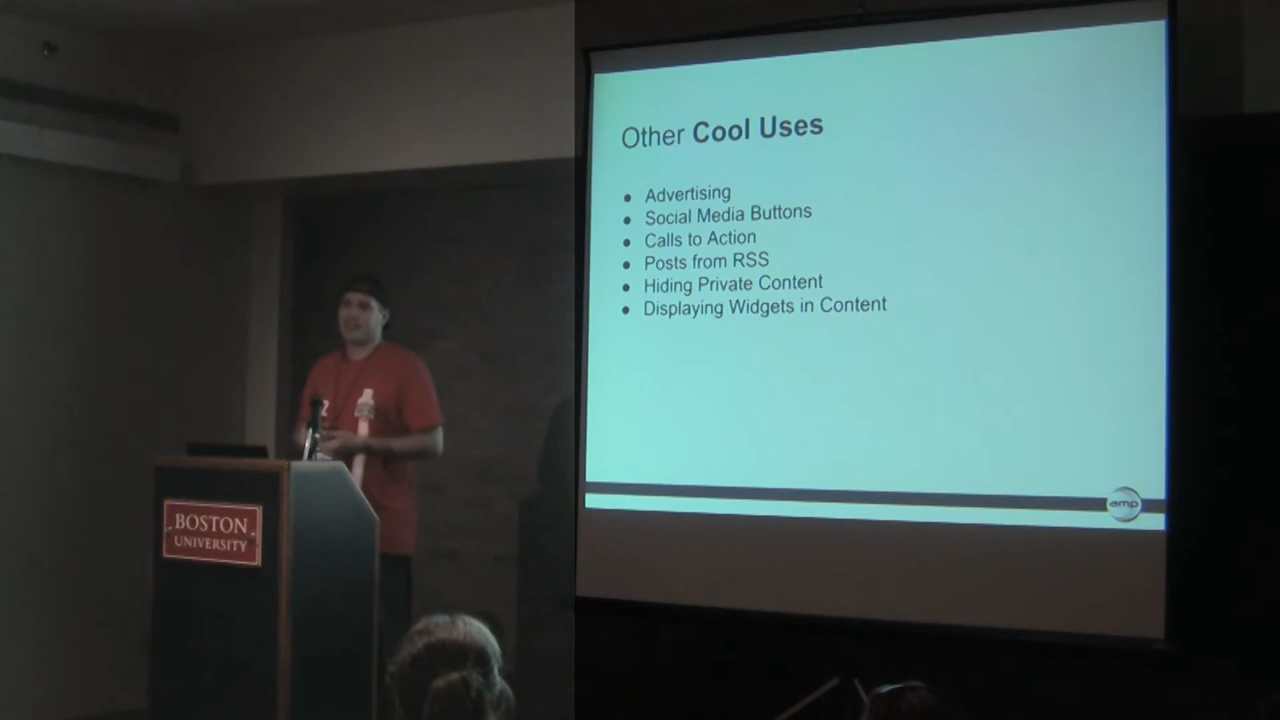 Other Cool Uses
● Advertising
● Social Media Buttons
● Calls to Action
● Posts from RSS
● Hiding Private Content
● Displaying Widgets in Content
amp
BOSTON
UNIVERSITY